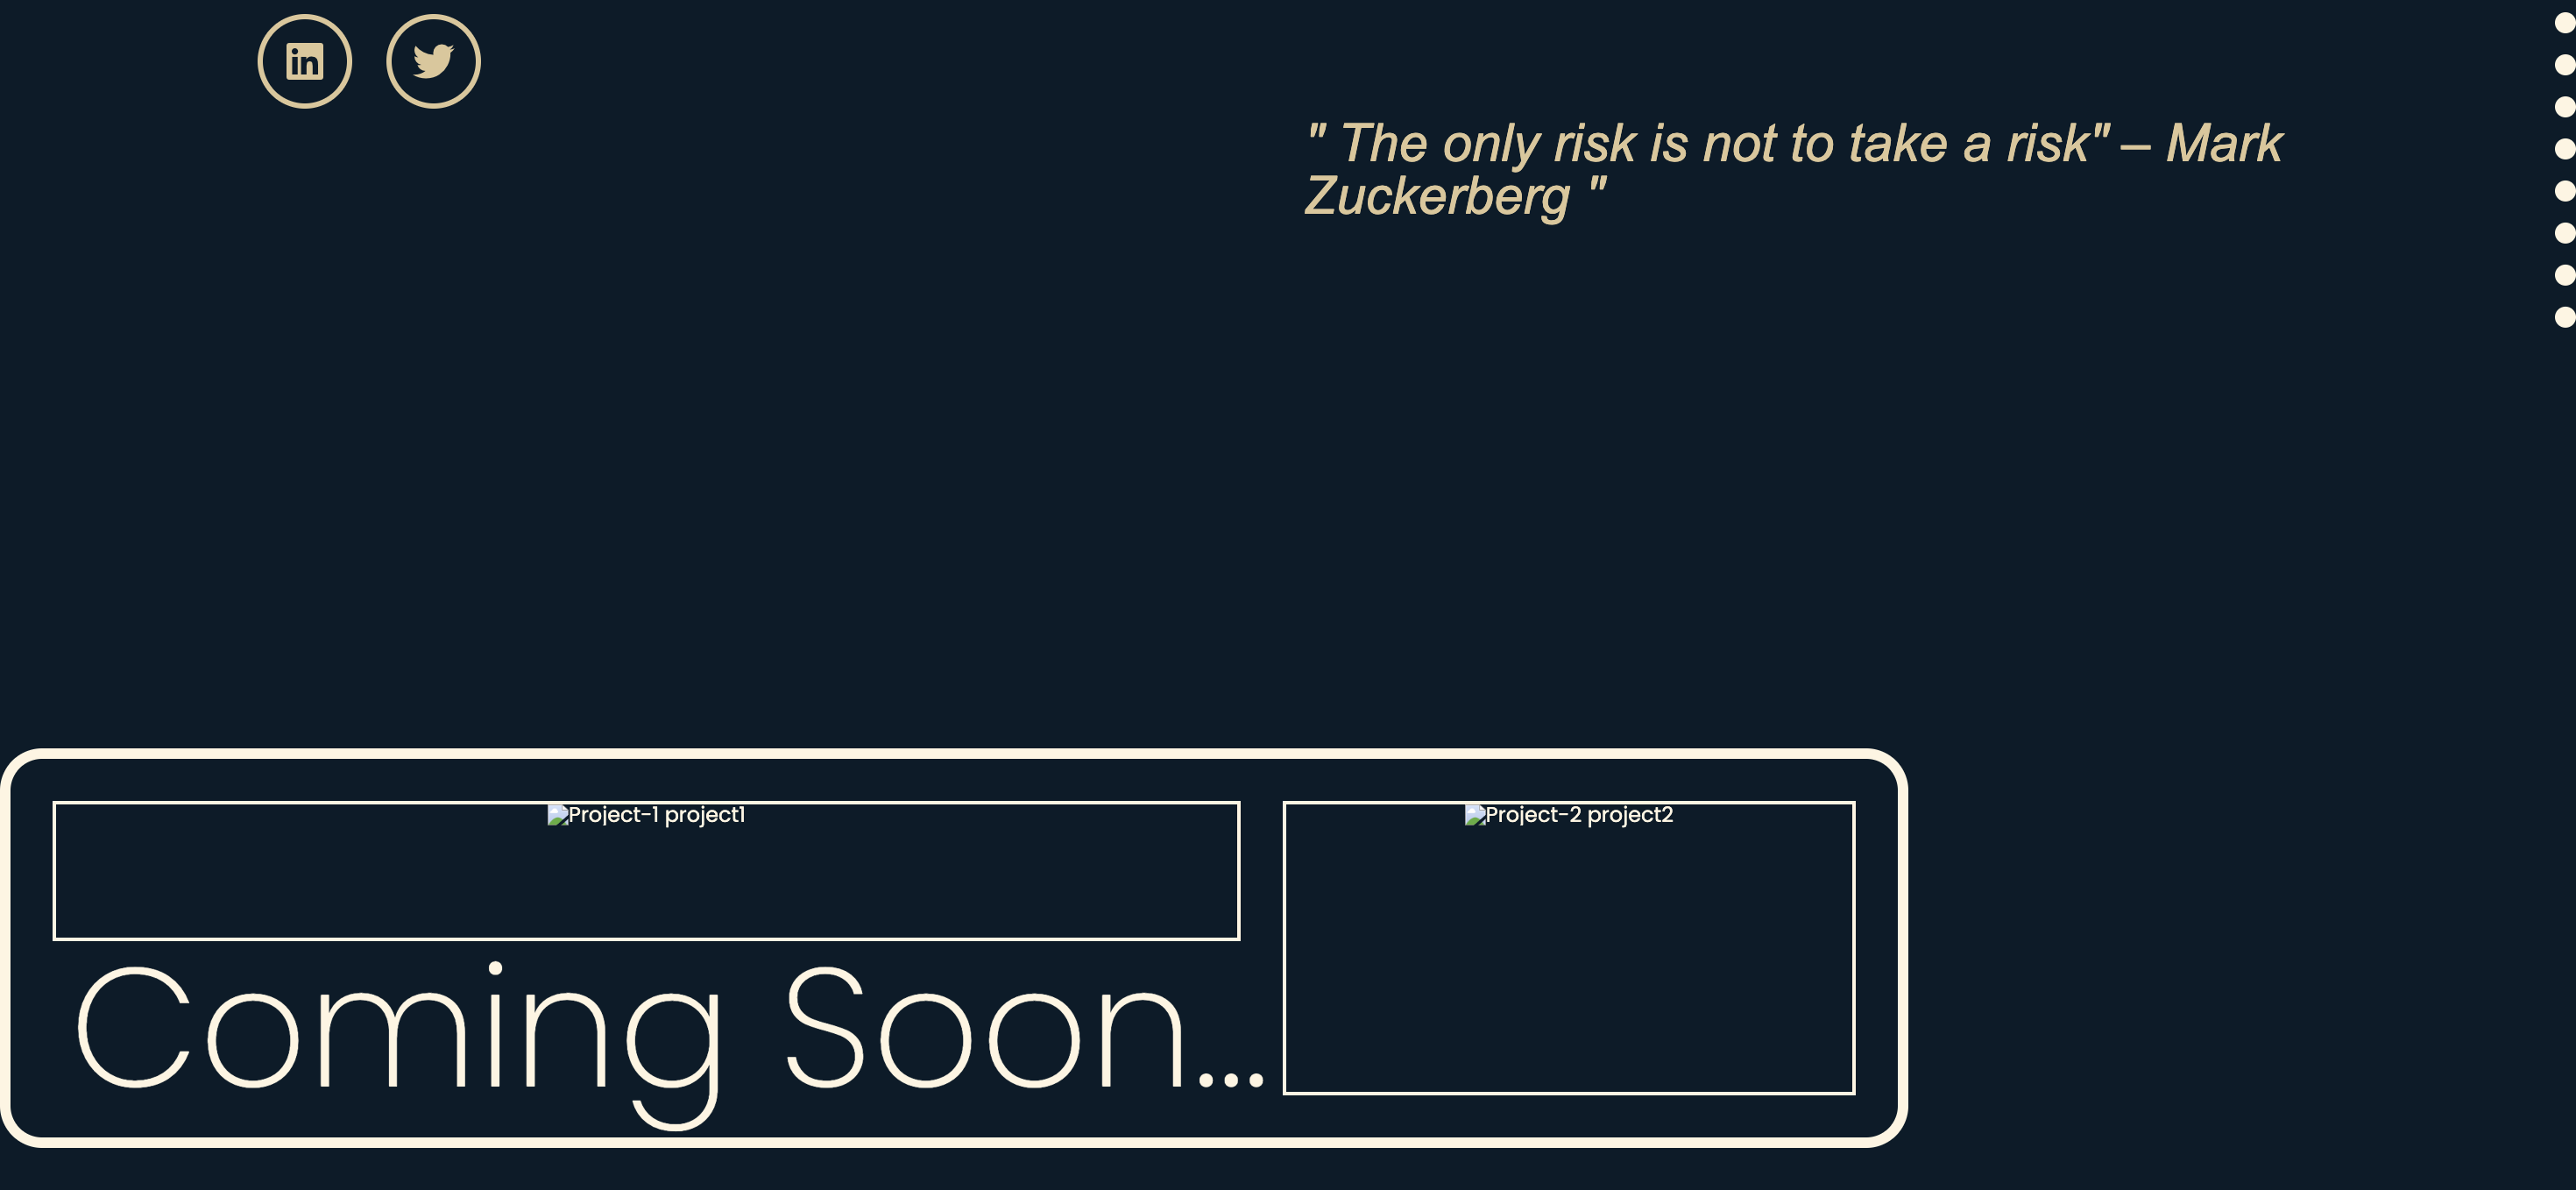 in
" The only risk is not to take a risk" – Mark
Zuckerberg "
Project-1 project1
Project-2 project2
Coming Soon...